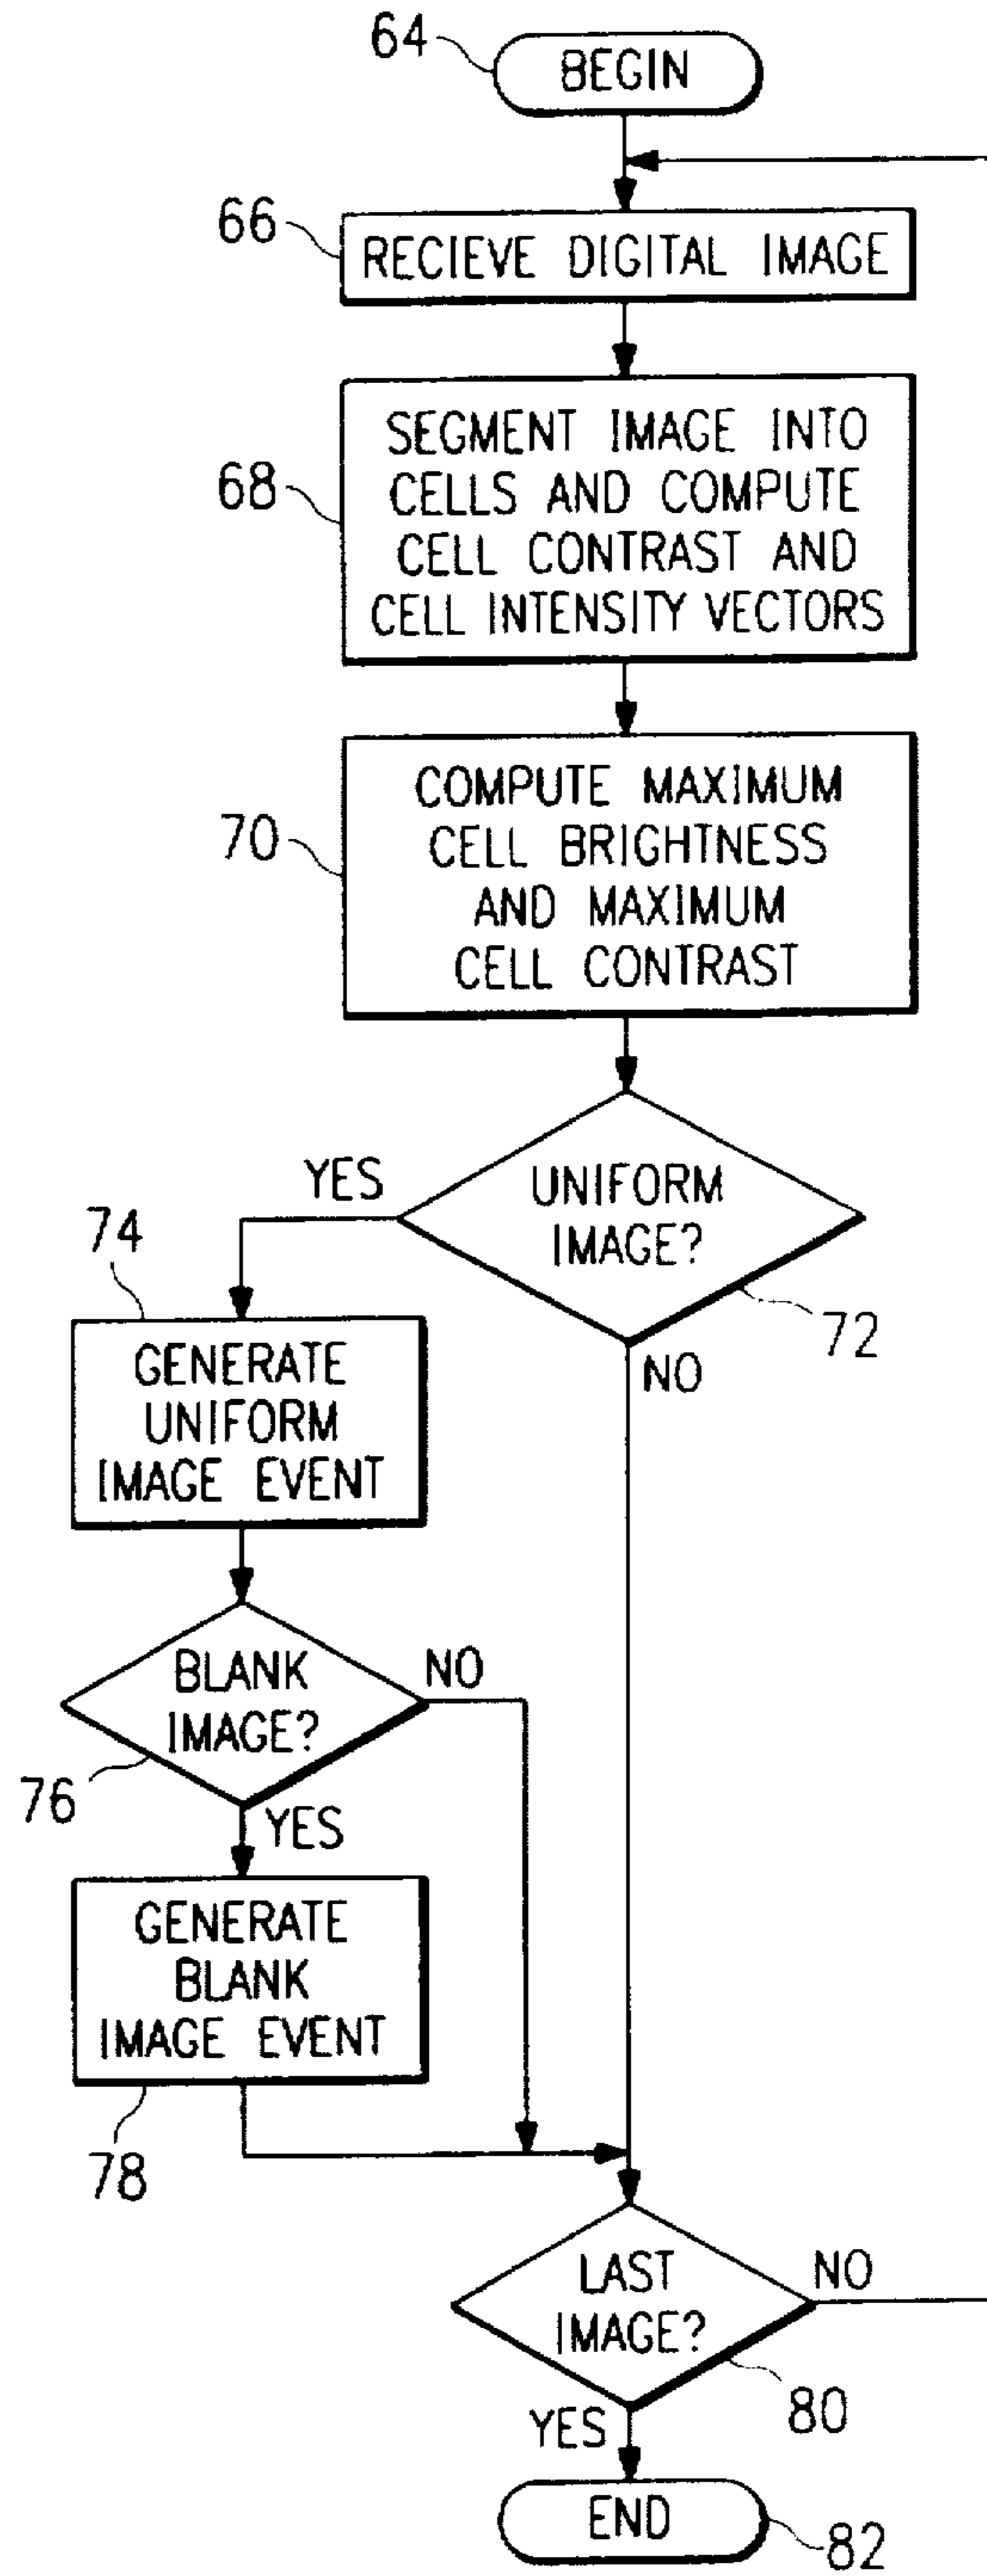 64
BEGIN
66
RECIEVE DIGITAL IMAGE
68
SEGMENT IMAGE INTO
CELLS AND COMPUTE
CELL CONTRAST AND
CELL INTENSITY VECTORS
70
COMPUTE MAXIMUM
CELL BRIGHTNESS
AND MAXIMUM
CELL CONTRAST
YES
UNIFORM
IMAGE?
72
NO
74
GENERATE
UNIFORM
IMAGE EVENT
BLANK
IMAGE?
NO
76
YES
GENERATE
BLANK
IMAGE EVENT
78
LAST
IMAGE?
NO
80
YES
END
82